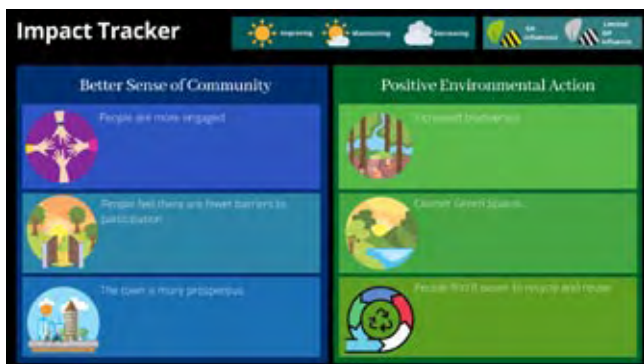 Impact Tracker
Improving
Maintaining
Decreasing
Influenced
Limited
Influence
Better Sense of Community
Positive Environmental Action
People are more engaged
Increased biodiversity
People feel there are fewer barriers to
participation
Cleaner Green Spaces
The town is more prosperous
People find it easier to recycle and reuse